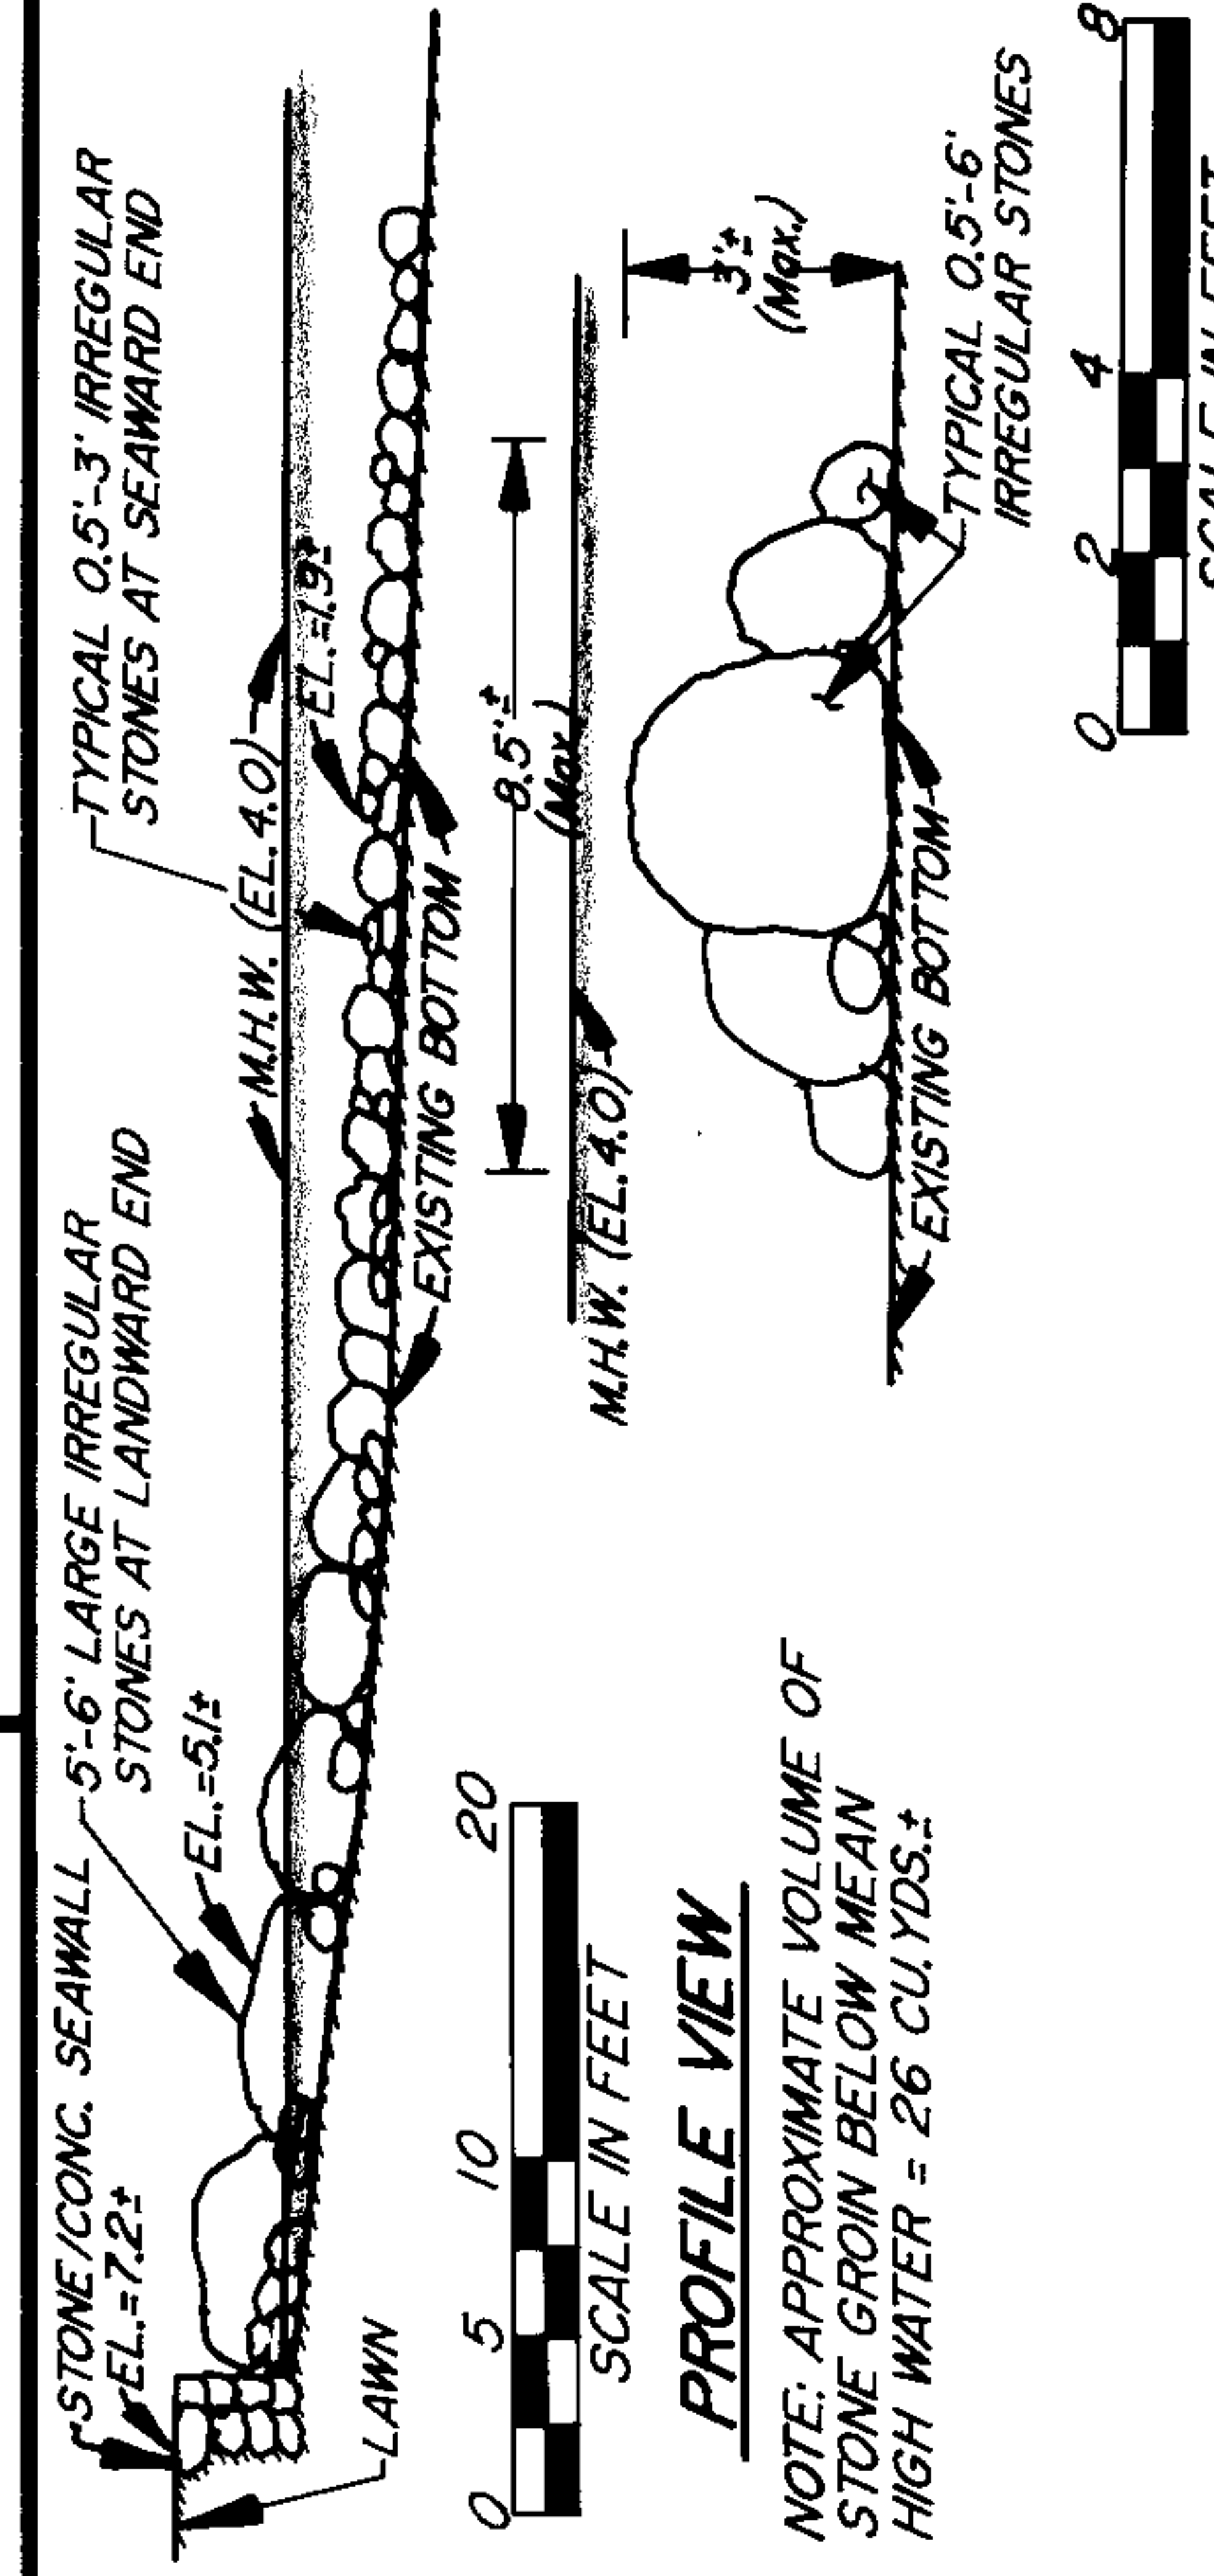 STONE/CONC. SEAWALL
EL.=7.2±
5'-6' LARGE IRREGULAR
STONES AT LANDWARD END
EL.=5.1±
TYPICAL 0.5'-3' IRREGULAR
STONES AT SEAWARD END
M.H.W. (EL.4.0)
EL.=1.9±
LAWN
EXISTING BOTTOM
0 5 10 20
SCALE IN FEET
PROFILE VIEW
NOTE: APPROXIMATE VOLUME OF
STONE GROIN BELOW MEAN
HIGH WATER = 26 CU.YDS.±
8.5'±
(Max.)
M.H.W. (EL.4.0)
3'±
(Max.)
EXISTING BOTTOM
TYPICAL 0.5'-6'
IRREGULAR STONES
0 2 4 8
SCALE IN FEET